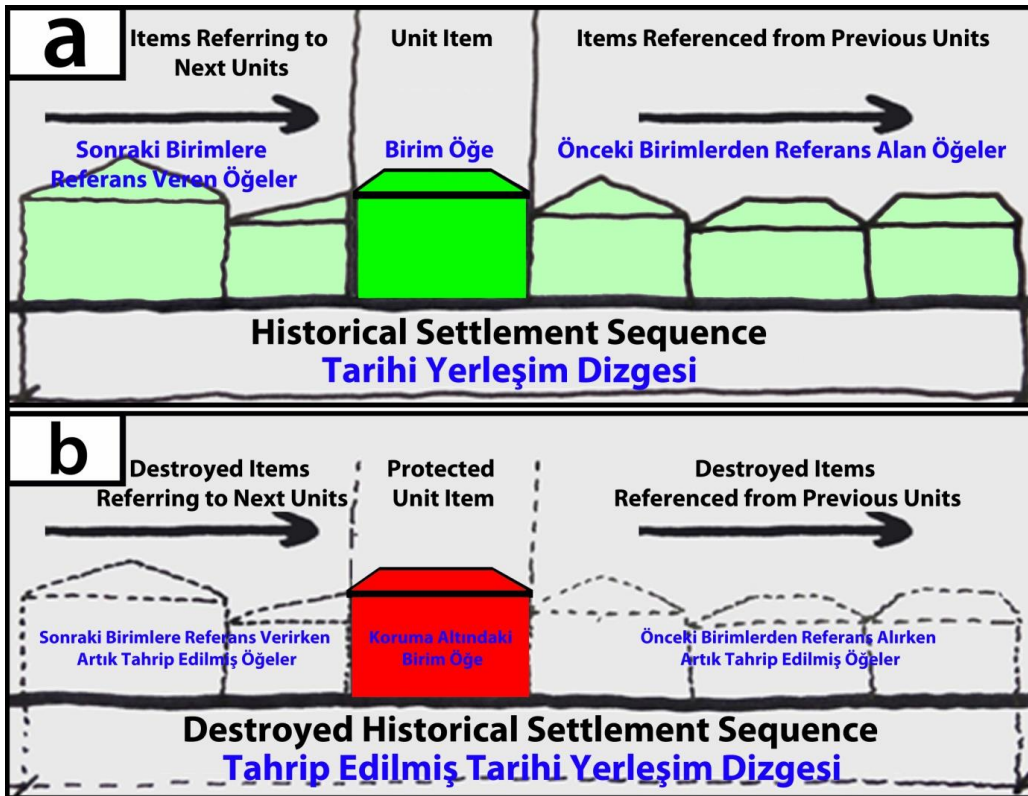 a
Items Referring to
Next Units
Unit Item
Items Referenced from Previous Units
Sonraki Birimlere
Referans Veren Öğeler
Birim Öğe
Önceki Birimlerden Referans Alan Öğeler
Historical Settlement Sequence
Tarihi Yerleşim Dizgesi
b
Destroyed Items
Referring to Next Units
Protected
Unit Item
Destroyed Items
Referenced from Previous Units
Sonraki Birimlere Referans Verirken
Artık Tahrip Edilmiş Öğeler
Koruma Altındaki
Birim Öğe
Önceki Birimlerden Referans Alırken
Artık Tahrip Edilmiş Öğeler
Destroyed Historical Settlement Sequence
Tahrip Edilmiş Tarihi Yerleşim Dizgesi